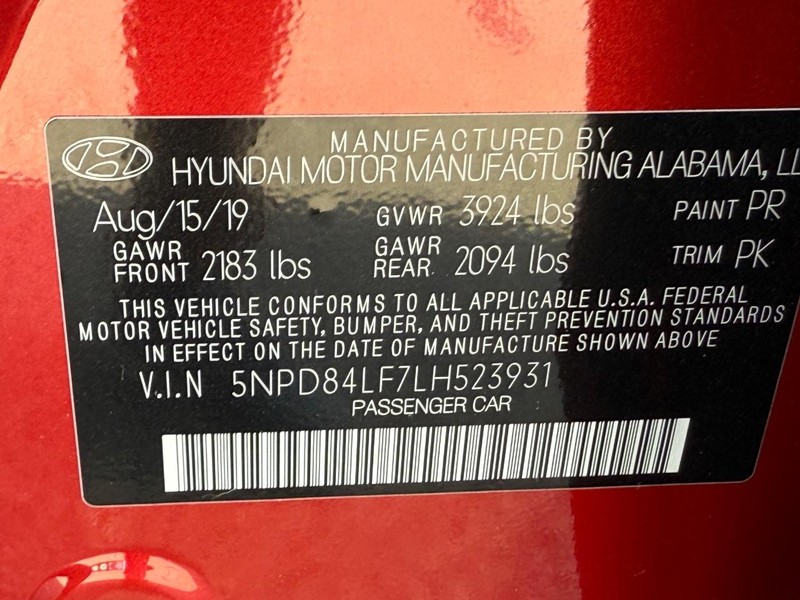 MANUFACTURED BY
HYUNDAI MOTOR MANUFACTURING ALABAMA,
Aug/15/19 GVWR 3924 lbs PAINT PR
GAWR FRONT 2183 lbs GAWR REAR 2094 lbs TRIM PK
THIS VEHICLE CONFORMS TO ALL APPLICABLE U.S.A. FEDERAL
MOTOR VEHICLE SAFETY, BUMPER, AND THEFT PREVENTION STANDARDS
IN EFFECT ON THE DATE OF MANUFACTURE SHOWN ABOVE
V.I.N 5NPD84LF7LH523931
PASSENGER CAR